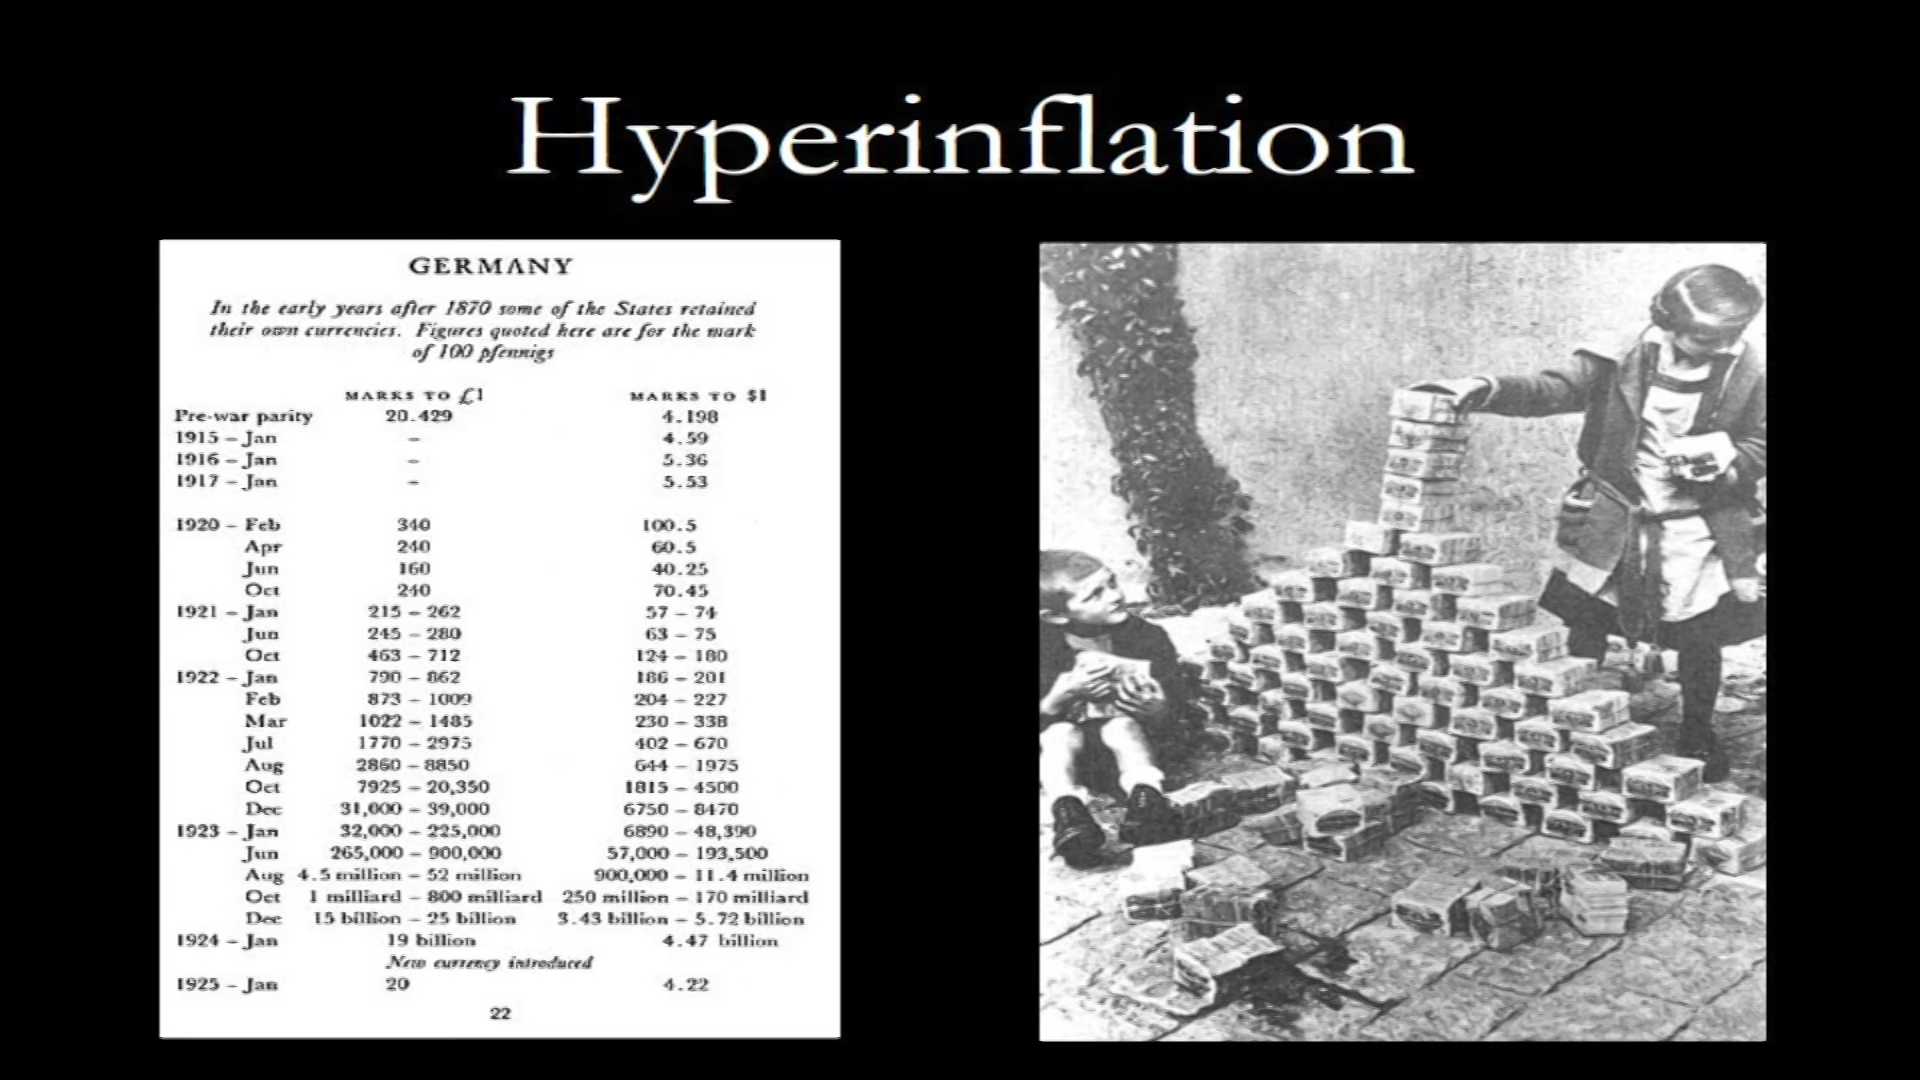 Hyperinflation
GERMANY
In the early years after 1870 some of the States retained
their own currencies. Figures quoted here are for the mark
of 100 pfennigs
MARKS TO £1 MARKS TO $1
Pre-war parity 20.429 4.198
1915 – Jan – 4.59
1916 – Jan – 5.36
1917 – Jan – 5.53
1920 – Feb 340 100.5
Apr 240 60.5
Jun 160 40.25
Oct 240 70.45
1921 – Jan 215 – 262 57 – 74
Jun 245 – 280 63 – 75
Oct 463 – 712 124 – 180
1922 – Jan 790 – 862 186 – 201
Feb 873 – 1009 204 – 227
Mar 1022 – 1485 230 – 338
Jul 1770 – 2975 402 – 670
Aug 2860 – 8850 644 – 1975
Oct 7925 – 20,350 1815 – 4500
Dec 31,000 – 39,000 6750 – 8470
1923 – Jan 32,000 – 225,000 6890 – 48,390
Jun 265,000 – 900,000 57,000 – 193,500
Aug 4.5 million – 52 million 900,000 – 11.4 million
Oct 1 milliard – 800 milliard 250 million – 170 milliard
Dec 15 billion – 25 billion 3.43 billion – 5.72 billion
1924 – Jan 19 billion 4.47 billion
New currency introduced
1925 – Jan 20 4.22
22